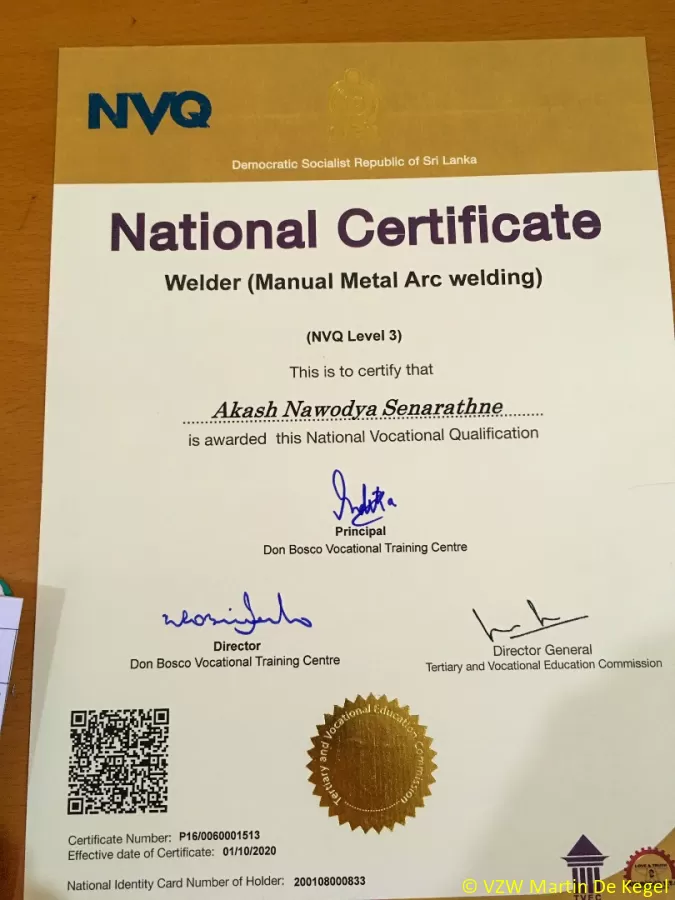 NVQ
Democratic Socialist Republic of Sri Lanka
National Certificate
Welder (Manual Metal Arc welding)
(NVQ Level 3)
This is to certify that
Akash Nawodya Senarathne
is awarded this National Vocational Qualification
Principal
Don Bosco Vocational Training Centre
Director
Don Bosco Vocational Training Centre
Director General
Tertiary and Vocational Education Commission
Tertiary and Vocational Education Commission
Certificate Number: P16/0060001513
Effective date of Certificate: 01/10/2020
National Identity Card Number of Holder: 200108000833
TVEC
© VZW Martin De Kegel